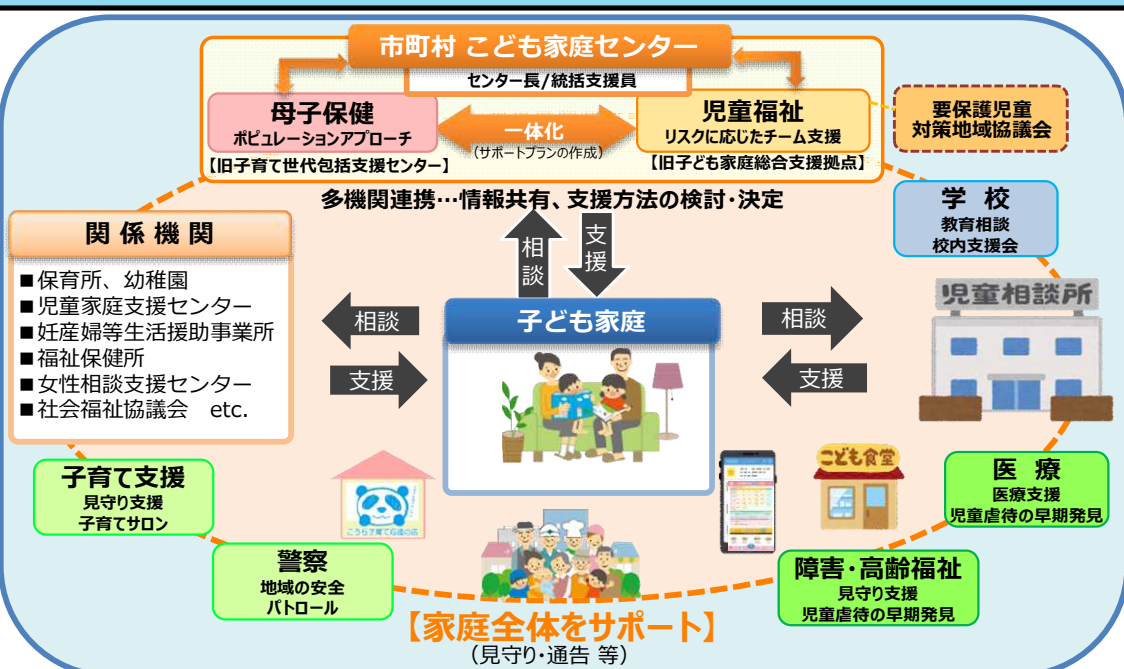 市町村 こども家庭センター
センター長/統括支援員
母子保健
ポピュレーションアプローチ
【旧子育て世代包括支援センター】
一体化
(サポートプランの作成)
児童福祉
リスクに応じたチーム支援
【旧子ども家庭総合支援拠点】
要保護児童
対策地域協議会
多機関連携…情報共有、支援方法の検討・決定
学 校
教育相談
校内支援会
関 係 機 関
■保育所、幼稚園
■児童家庭支援センター
■妊産婦等生活援助事業所
■福祉保健所
■女性相談支援センター
■社会福祉協議会 etc.
相談
支援
相談
支援
子ども家庭
相談
支援
児童相談所
子育て支援
見守り支援
子育てサロン
こども食堂
医 療
医療支援
児童虐待の早期発見
警察
地域の安全
パトロール
障害・高齢福祉
見守り支援
児童虐待の早期発見
【家庭全体をサポート】
(見守り・通告 等)